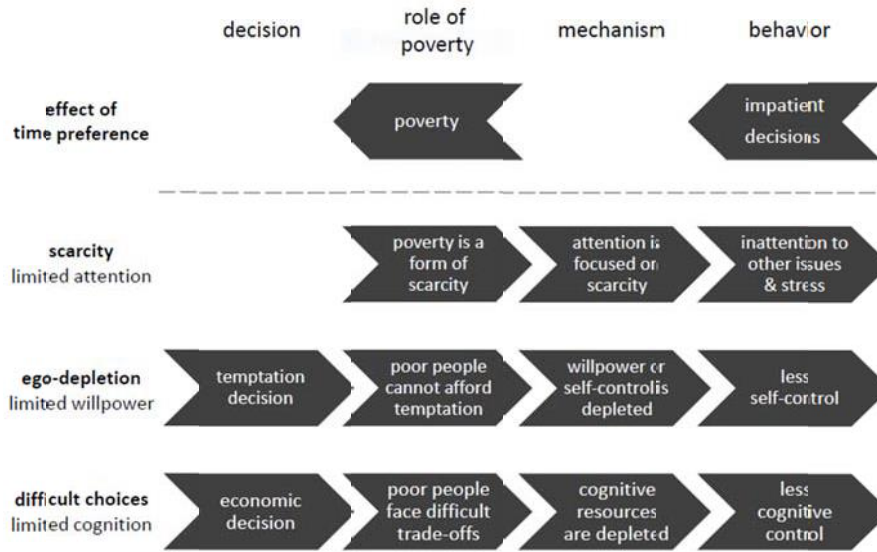 decision
role of
poverty
mechanism
behavior
effect of
time preference
poverty
impatient
decisions
scarcity
limited attention
poverty is a
form of
scarcity
attention is
focused on
scarcity
inattention to
other issues
& stress
ego-depletion
limited willpower
temptation
decision
poor people
cannot afford
temptation
willpower or
self-control is
depleted
less
self-control
difficult choices
limited cognition
economic
decision
poor people
face difficult
trade-offs
cognitive
resources
are depleted
less
cognitive
control